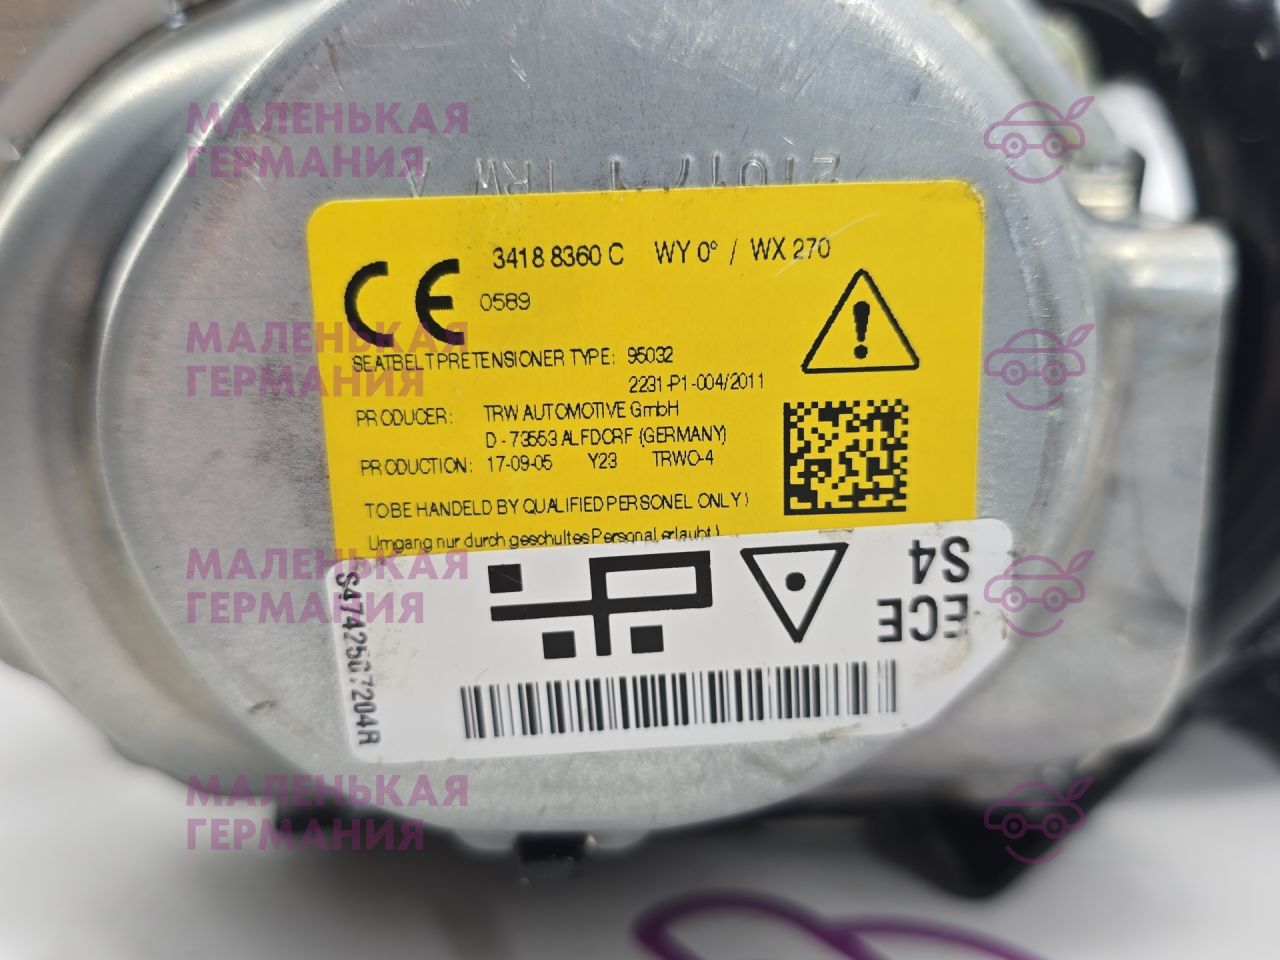 МАЛЕНЬКАЯ
ГЕРМАНИЯ
3418 8360 C WY 0° / WX 270
CE 0589
SEATBELT PRETENSIONER TYPE: 95032
2231-P1-004/2011
PRODUCER: TRW AUTOMOTIVE GmbH
D - 73553 ALFDORF (GERMANY)
PRODUCTION: 17-09-05 Y23 TRWO-4
TO BE HANDELD BY QUALIFIED PERSONEL ONLY!
Umgang nur durch geschultes Personal erlaubt!
МАЛЕНЬКАЯ
ГЕРМАНИЯ
ECE
S4
МАЛЕНЬКАЯ
ГЕРМАНИЯ
МАЛЕНЬКАЯ
ГЕРМАНИЯ